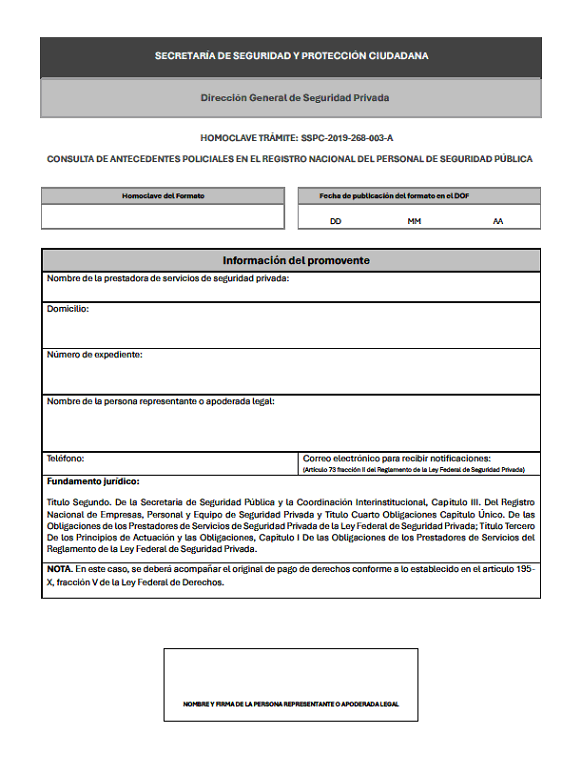 SECRETARÍA DE SEGURIDAD Y PROTECCIÓN CIUDADANA
Dirección General de Seguridad Privada
HOMOCLAVE TRÁMITE: SSPC-2019-268-003-A
CONSULTA DE ANTECEDENTES POLICIALES EN EL REGISTRO NACIONAL DEL PERSONAL DE SEGURIDAD PÚBLICA
Homoclave del Formato
Fecha de publicación del formato en el DOF
DD MM AA
Información del promovente
Nombre de la prestadora de servicios de seguridad privada:
Domicilio:
Número de expediente:
Nombre de la persona representante o apoderada legal:
Teléfono:
Correo electrónico para recibir notificaciones:
(Artículo 73 fracción II del Reglamento de la Ley Federal de Seguridad Privada)
Fundamento jurídico:
Titulo Segundo. De la Secretaria de Seguridad Pública y la Coordinación Interinstitucional, Capítulo III. Del Registro
Nacional de Empresas, Personal y Equipo de Seguridad Privada y Titulo Cuarto Obligaciones Capítulo Único. De las
Obligaciones de los Prestadores de Servicios de Seguridad Privada de la Ley Federal de Seguridad Privada; Título Tercero
De los Principios de Actuación y las Obligaciones, Capítulo I De las Obligaciones de los Prestadores de Servicios del
Reglamento de la Ley Federal de Seguridad Privada.
NOTA. En este caso, se deberá acompañar el original de pago de derechos conforme a lo establecido en el artículo 195-
X, fracción V de la Ley Federal de Derechos.
NOMBRE Y FIRMA DE LA PERSONA REPRESENTANTE O APODERADA LEGAL